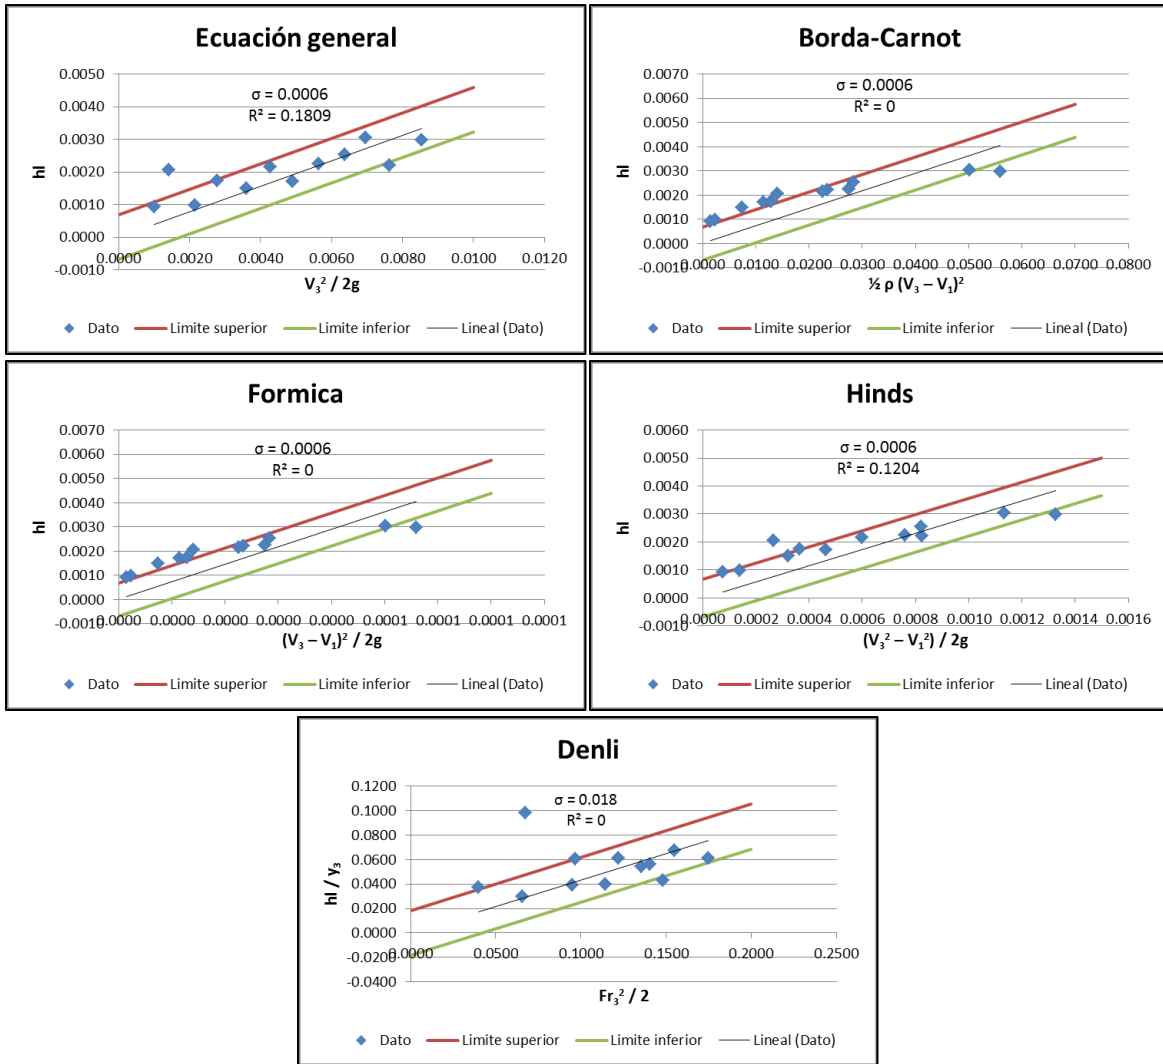 Ecuación general
0.0050
0.0040
0.0030
0.0020
0.0010
0.0000
-0.0010
hl
σ = 0.0006
R² = 0.1809
0.0000 0.0020 0.0040 0.0060 0.0080 0.0100 0.0120
V₃² / 2g
Dato Limite superior Limite inferior Lineal (Dato)
Borda-Carnot
0.0070
0.0060
0.0050
0.0040
0.0030
0.0020
0.0010
0.0000
-0.0010
hl
σ = 0.0006
R² = 0
0.0000 0.0100 0.0200 0.0300 0.0400 0.0500 0.0600 0.0700 0.0800
½ ρ (V₃ – V₁)²
Dato Limite superior Limite inferior Lineal (Dato)
Formica
0.0070
0.0060
0.0050
0.0040
0.0030
0.0020
0.0010
0.0000
-0.0010
hl
σ = 0.0006
R² = 0
0.0000 0.0000 0.0000 0.0000 0.0000 0.0001 0.0001 0.0001 0.0001
(V₃ – V₁)² / 2g
Dato Limite superior Limite inferior Lineal (Dato)
Hinds
0.0060
0.0050
0.0040
0.0030
0.0020
0.0010
0.0000
-0.0010
hl
σ = 0.0006
R² = 0.1204
0.0000 0.0002 0.0004 0.0006 0.0008 0.0010 0.0012 0.0014 0.0016
(V₃² – V₁²) / 2g
Dato Limite superior Limite inferior Lineal (Dato)
Denli
0.1200
0.1000
0.0800
0.0600
0.0400
0.0200
0.0000
-0.0200
-0.0400
hl / y₃
σ = 0.018
R² = 0
0.0000 0.0500 0.1000 0.1500 0.2000 0.2500
Fr₃² / 2
Dato Limite superior Limite inferior Lineal (Dato)